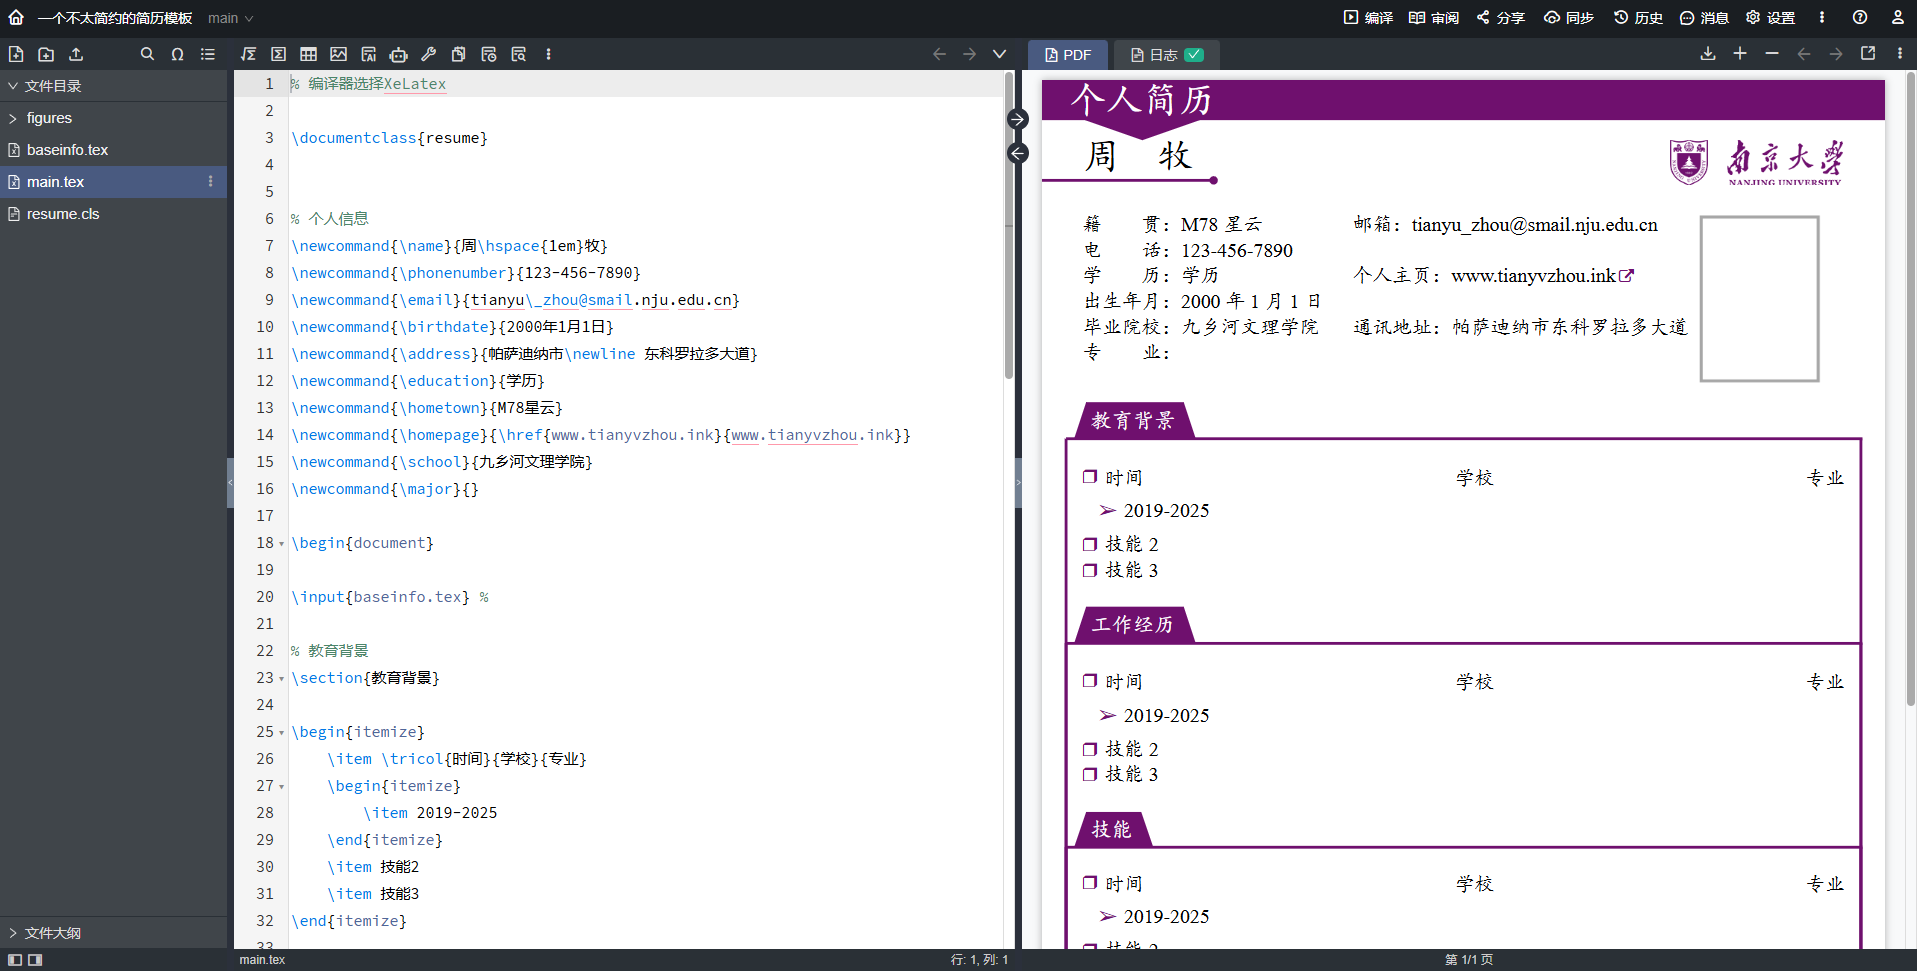 一个不太简约的简历模板 main 编译 审阅 分享 同步 历史 消息 设置
PDF 日志
文件目录
figures
baseinfo.tex
main.tex
resume.cls
文件大纲
1 % 编译器选择XeLatex
2
3 \documentclass{resume}
4
5
6 % 个人信息
7 \newcommand{\name}{周\hspace{1em}牧}
8 \newcommand{\phonenumber}{123-456-7890}
9 \newcommand{\email}{tianyu\_zhou@smail.nju.edu.cn}
10 \newcommand{\birthdate}{2000年1月1日}
11 \newcommand{\address}{帕萨迪纳市\newline 东科罗拉多大道}
12 \newcommand{\education}{学历}
13 \newcommand{\hometown}{M78星云}
14 \newcommand{\homepage}{\href{www.tianyvzhou.ink}{www.tianyvzhou.ink}}
15 \newcommand{\school}{九乡河文理学院}
16 \newcommand{\major}{}
17
18 \begin{document}
19
20 \input{baseinfo.tex} %
21
22 % 教育背景
23 \section{教育背景}
24
25 \begin{itemize}
26 \item \tricol{时间}{学校}{专业}
27 \begin{itemize}
28 \item 2019-2025
29 \end{itemize}
30 \item 技能2
31 \item 技能3
32 \end{itemize}
33
main.tex 行: 1, 列: 1
个人简历
周 牧
南京大学
NANJING UNIVERSITY
籍 贯：M78 星云 邮箱：tianyu_zhou@smail.nju.edu.cn
电 话：123-456-7890
学 历：学历 个人主页：www.tianyvzhou.ink
出生年月：2000 年 1 月 1 日
毕业院校：九乡河文理学院 通讯地址：帕萨迪纳市东科罗拉多大道
专 业：
教育背景
时间 学校 专业
2019-2025
技能 2
技能 3
工作经历
时间 学校 专业
2019-2025
技能 2
技能 3
技能
时间 学校 专业
2019-2025
技能 2
第 1/1 页